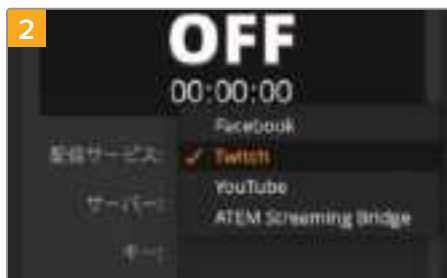 2
OFF
00:00:00
Facebook
配信サービス: ✓ Twitch
YouTube
サーバー:
ATEM Streaming Bridge
キー: